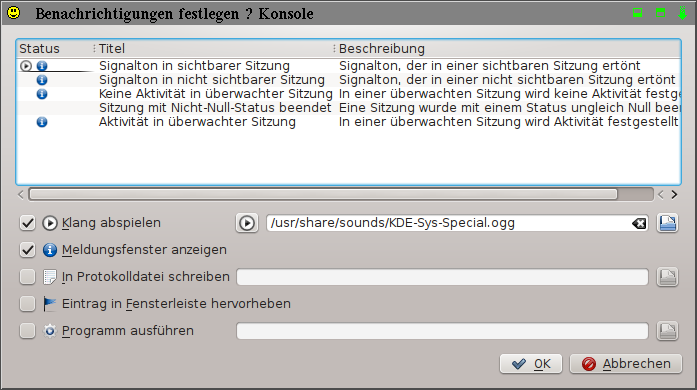 Benachrichtigungen festlegen ? Konsole
Status Titel Beschreibung
Signalton in sichtbarer Sitzung Signalton, der in einer sichtbaren Sitzung ertönt
Signalton in nicht sichtbarer Sitzung Signalton, der in einer nicht sichtbaren Sitzung ertönt
Keine Aktivität in überwachter Sitzung In einer überwachten Sitzung wird keine Aktivität festge
Sitzung mit Nicht-Null-Status beendet Eine Sitzung wurde mit einem Status ungleich Null been
Aktivität in überwachter Sitzung In einer überwachten Sitzung wird Aktivität festgestellt
Klang abspielen /usr/share/sounds/KDE-Sys-Special.ogg
Meldungsfenster anzeigen
In Protokolldatei schreiben
Eintrag in Fensterleiste hervorheben
Programm ausführen
OK Abbrechen